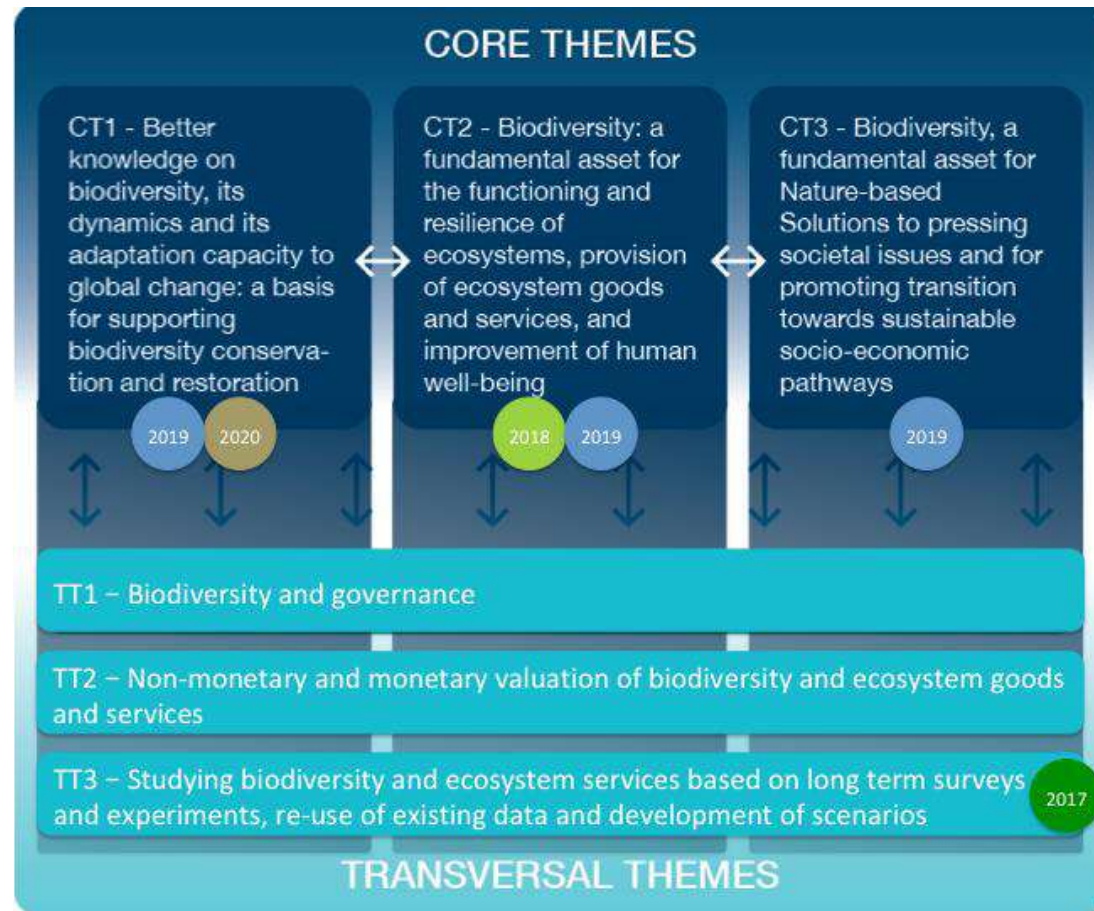 CORE THEMES
CT1 - Better
knowledge on
biodiversity, its
dynamics and its
adaptation capacity to
global change: a basis
for supporting
biodiversity conserva-
tion and restoration
2019
2020
CT2 - Biodiversity: a
fundamental asset for
the functioning and
resilience of
ecosystems, provision
of ecosystem goods
and services, and
improvement of human
well-being
2018
2019
CT3 - Biodiversity, a
fundamental asset for
Nature-based
Solutions to pressing
societal issues and for
promoting transition
towards sustainable
socio-economic
pathways
2019
TT1 – Biodiversity and governance
TT2 – Non-monetary and monetary valuation of biodiversity and ecosystem goods
and services
TT3 – Studying biodiversity and ecosystem services based on long term surveys
and experiments, re-use of existing data and development of scenarios
2017
TRANSVERSAL THEMES